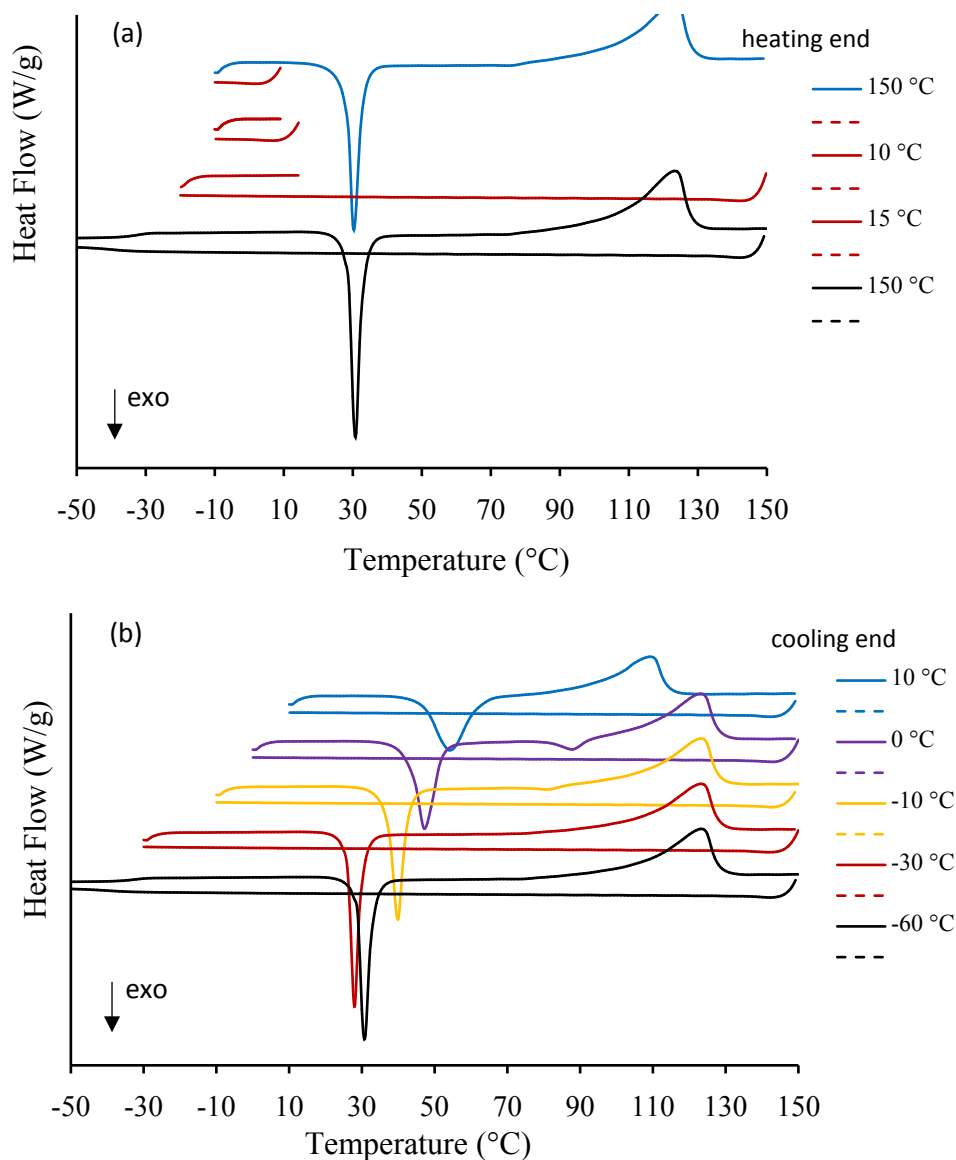 (a)
heating end
150 °C
10 °C
15 °C
150 °C
Heat Flow (W/g)
exo
-50 -30 -10 10 30 50 70 90 110 130 150
Temperature (°C)
(b)
cooling end
10 °C
0 °C
-10 °C
-30 °C
-60 °C
Heat Flow (W/g)
exo
-50 -30 -10 10 30 50 70 90 110 130 150
Temperature (°C)